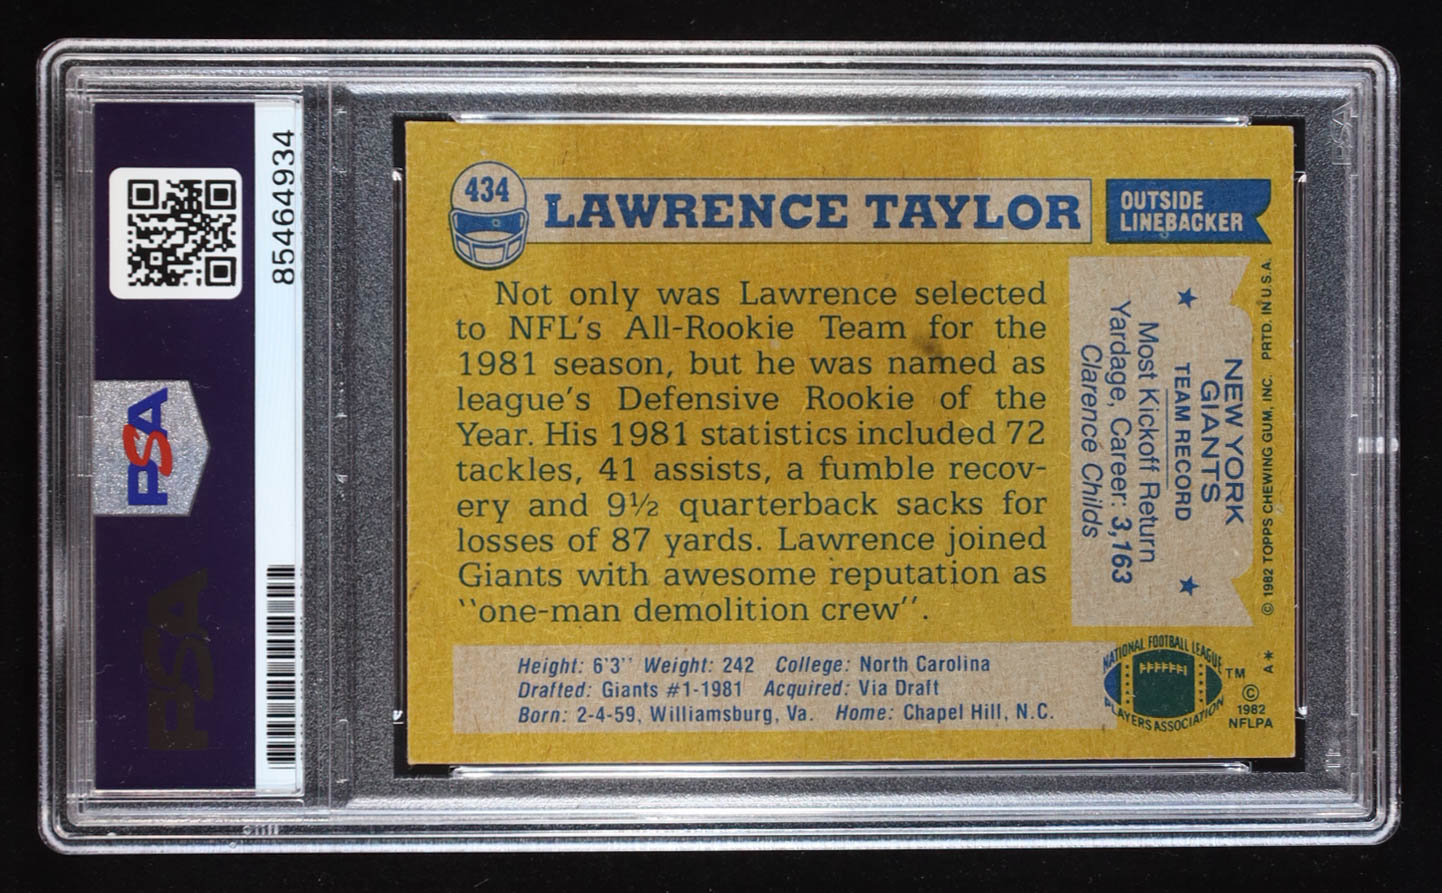 85464934
PSA
PSA
434
LAWRENCE TAYLOR
OUTSIDE
LINEBACKER
Not only was Lawrence selected
to NFL's All-Rookie Team for the
1981 season, but he was named as
league's Defensive Rookie of the
Year. His 1981 statistics included 72
tackles, 41 assists, a fumble recov-
ery and 9½ quarterback sacks for
losses of 87 yards. Lawrence joined
Giants with awesome reputation as
''one-man demolition crew''.
Height: 6'3'' Weight: 242 College: North Carolina
Drafted: Giants #1-1981 Acquired: Via Draft
Born: 2-4-59, Williamsburg, Va. Home: Chapel Hill, N.C.
NEW YORK
GIANTS
TEAM RECORD
Most Kickoff Return
Yardage, Career: 3,163
Clarence Childs
© 1982 TOPPS CHEWING GUM, INC. PRTD. IN U.S.A.
A*
NATIONAL FOOTBALL LEAGUE
PLAYERS ASSOCIATION
TM
©
1982
NFLPA
PSA